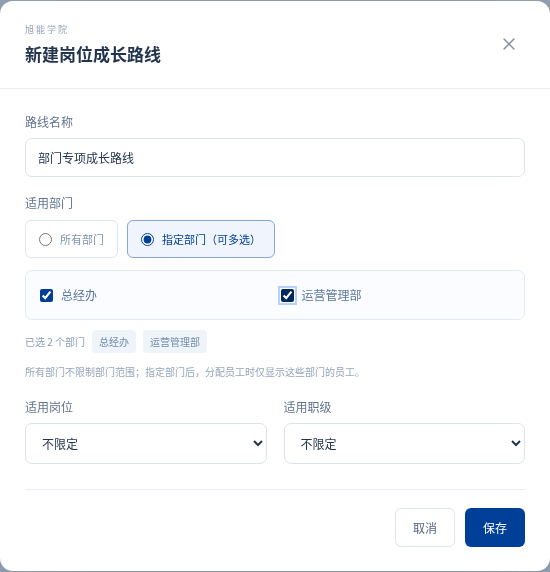 旭能学院
新建岗位成长路线
路线名称
部门专项成长路线
适用部门
所有部门 指定部门（可多选）
总经办 运营管理部
已选 2 个部门 总经办 运营管理部
所有部门不限制部门范围；指定部门后，分配员工时仅显示这些部门的员工。
适用岗位 适用职级
不限定 不限定
取消 保存